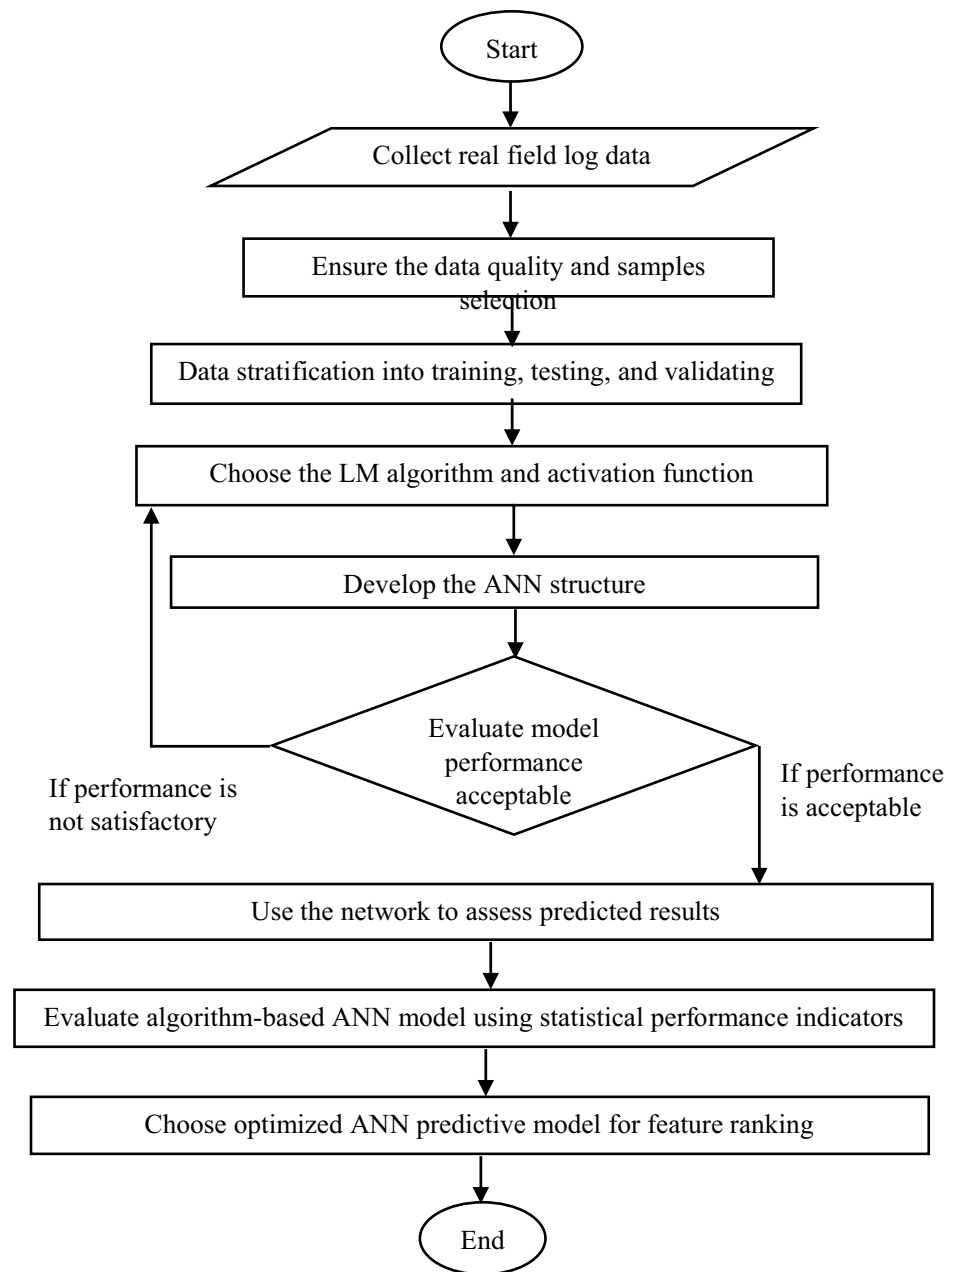 Start
Collect real field log data
Ensure the data quality and samples
selection
Data stratification into training, testing, and validating
Choose the LM algorithm and activation function
Develop the ANN structure
Evaluate model
performance
acceptable
If performance is
not satisfactory
If performance
is acceptable
Use the network to assess predicted results
Evaluate algorithm-based ANN model using statistical performance indicators
Choose optimized ANN predictive model for feature ranking
End